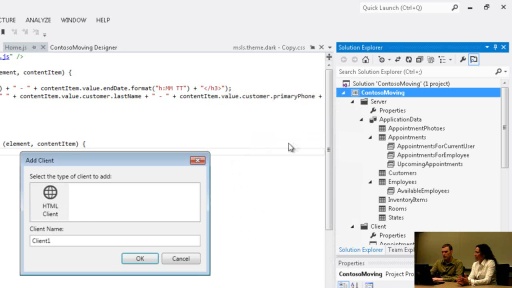 Quick Launch (Ctrl+Q)
CTURE ANALYZE WINDOW HELP
Home.js ContosoMoving Designer msls.theme.dark - Copy.css
Solution Explorer
.js" />
Search Solution Explorer (Ctrl+;)
ement, contentItem) {
Solution 'ContosoMoving' (1 project)
ContosoMoving
) + " - " + contentItem.value.endDate.format("h:MM TT") + "</h3>");
" " + contentItem.value.customer.lastName + " - " + contentItem.value.customer.primaryPhone +
Server
Properties
ApplicationData
AppointmentPhotos
Appointments
(element, contentItem) {
AppointmentsForCurrentUser
AppointmentsForEmployee
UpcomingAppointments
Customers
Employees
AvailableEmployees
InventoryItems
Rooms
States
Client
Properties
Add Client
Select the type of client to add:
HTML
Client
Client Name:
Client1
OK Cancel
Solution Explorer Team Expl
Properties
ContosoMoving Project Pro